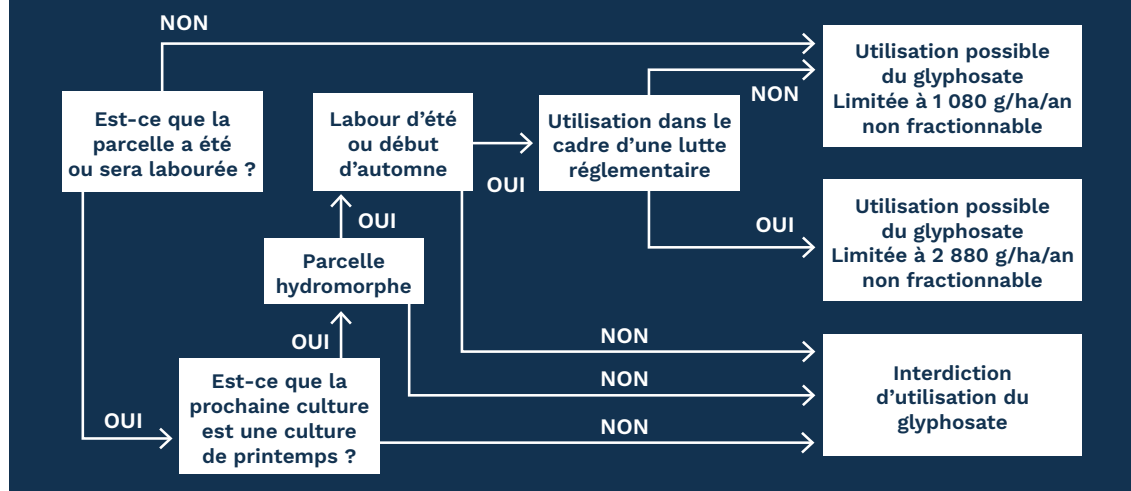 NON
Est-ce que la
parcelle a été
ou sera labourée ?
Labour d’été
ou début
d’automne
OUI
Utilisation dans le
cadre d’une lutte
réglementaire
NON
Utilisation possible
du glyphosate
Limitée à 1 080 g/ha/an
non fractionnable
OUI
Utilisation possible
du glyphosate
Limitée à 2 880 g/ha/an
non fractionnable
OUI
Parcelle
hydromorphe
OUI
NON
NON
NON
Interdiction
d’utilisation du
glyphosate
OUI
Est-ce que la
prochaine culture
est une culture
de printemps ?